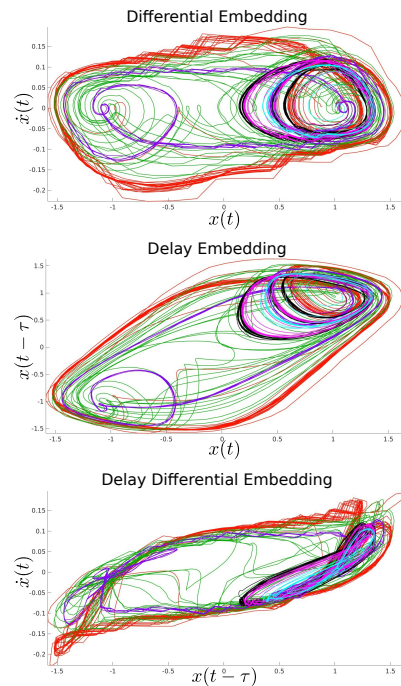 Differential Embedding
0.15
0.1
0.05
0
-0.05
-0.1
-0.15
-0.2
ẋ(t)
-1.5 -1 -0.5 0 0.5 1 1.5
x(t)
Delay Embedding
1.5
1
0.5
0
-0.5
-1
-1.5
x(t − τ)
-1.5 -1 -0.5 0 0.5 1 1.5
x(t)
Delay Differential Embedding
0.15
0.1
0.05
0
-0.05
-0.1
-0.15
-0.2
ẋ(t)
-1.5 -1 -0.5 0 0.5 1 1.5
x(t − τ)